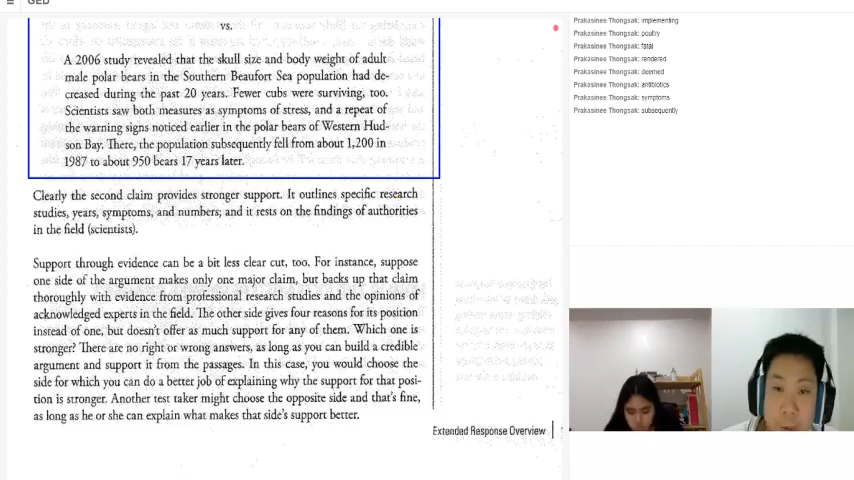 GED
vs.
A 2006 study revealed that the skull size and body weight of adult
male polar bears in the Southern Beaufort Sea population had de-
creased during the past 20 years. Fewer cubs were surviving, too.
Scientists saw both measures as symptoms of stress, and a repeat of
the warning signs noticed earlier in the polar bears of Western Hud-
son Bay. There, the population subsequently fell from about 1,200 in
1987 to about 950 bears 17 years later.
Clearly the second claim provides stronger support. It outlines specific research
studies, years, symptoms, and numbers; and it rests on the findings of authorities
in the field (scientists).
Support through evidence can be a bit less clear cut, too. For instance, suppose
one side of the argument makes only one major claim, but backs up that claim
thoroughly with evidence from professional research studies and the opinions of
acknowledged experts in the field. The other side gives four reasons for its position
instead of one, but doesn't offer as much support for any of them. Which one is
stronger? There are no right or wrong answers, as long as you can build a credible
argument and support it from the passages. In this case, you would choose the
side for which you can do a better job of explaining why the support for that posi-
tion is stronger. Another test taker might choose the opposite side and that's fine,
as long as he or she can explain what makes that side's support better.
Extended Response Overview
Prakasinee Thongsak: implementing
Prakasinee Thongsak: poultry
Prakasinee Thongsak: fatal
Prakasinee Thongsak: rendered
Prakasinee Thongsak: deemed
Prakasinee Thongsak: antibiotics
Prakasinee Thongsak: symptoms
Prakasinee Thongsak: subsequently